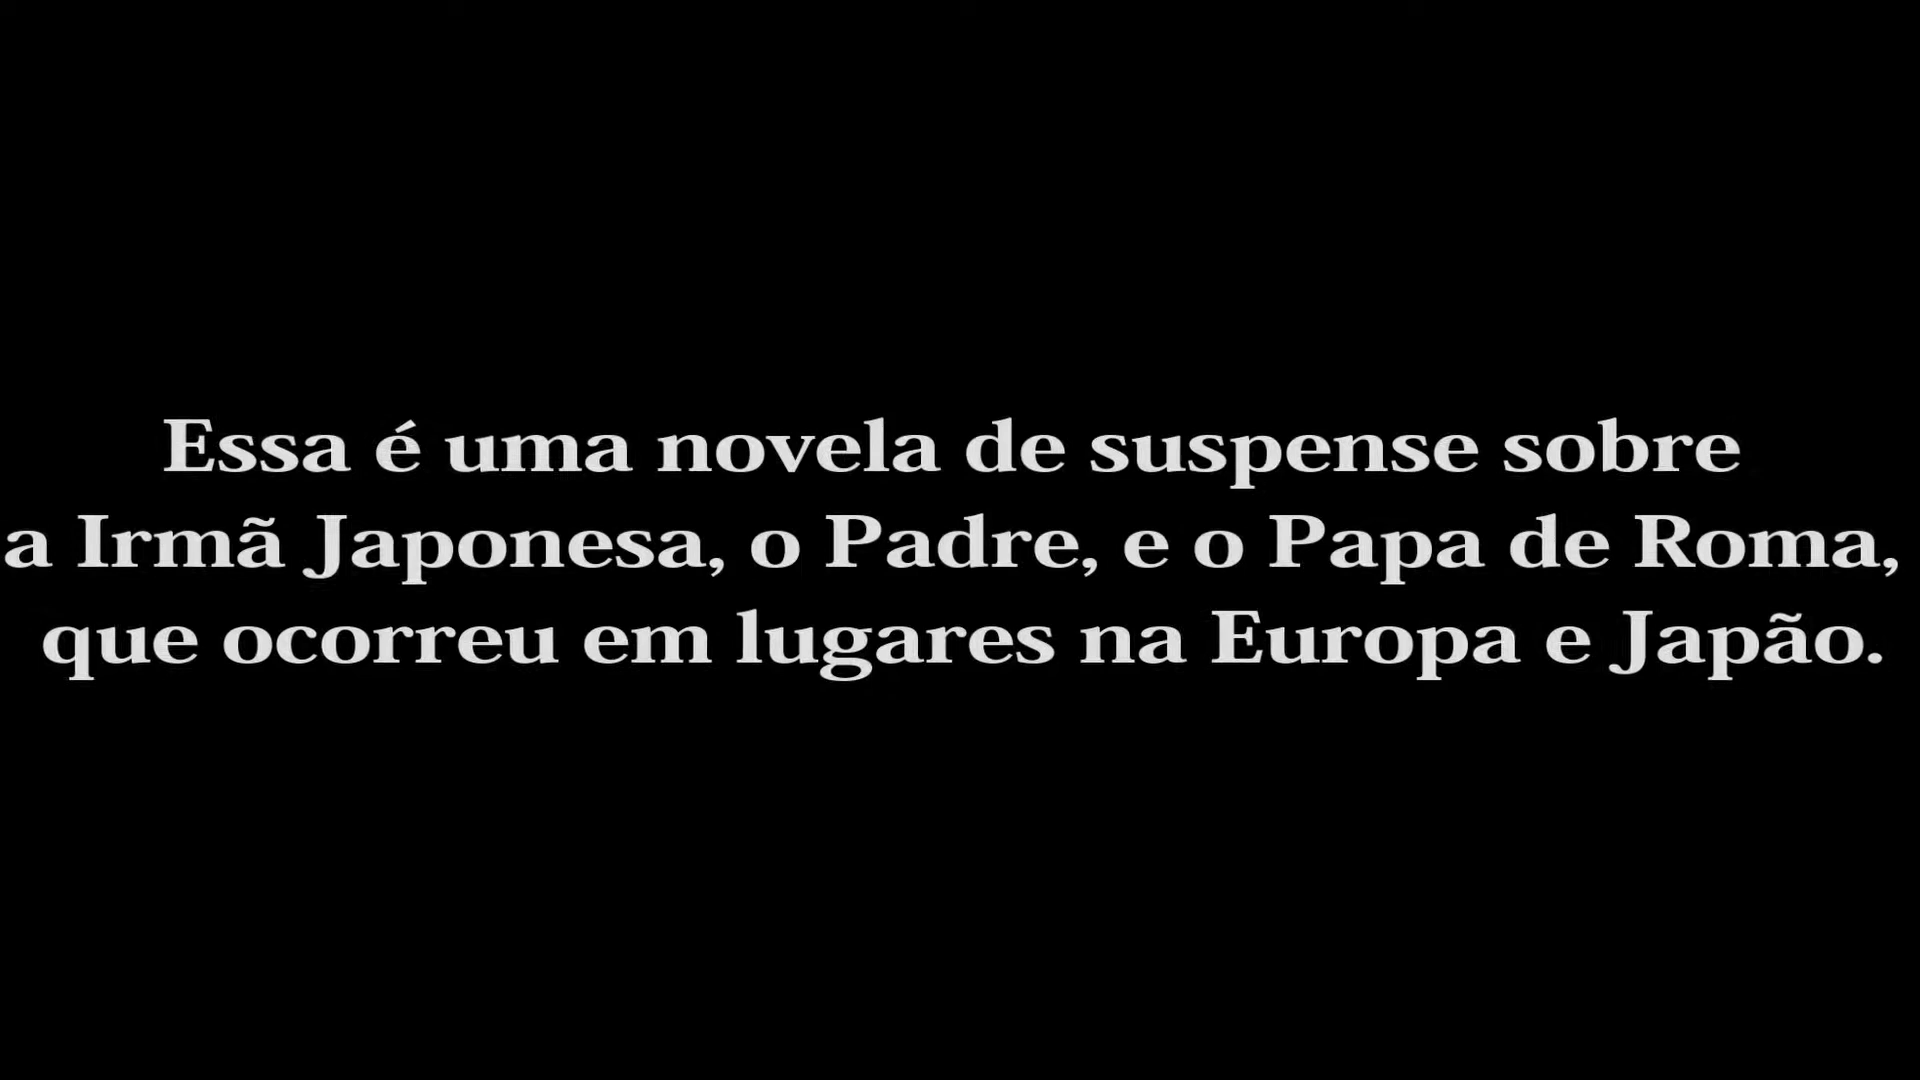 Essa é uma novela de suspense sobre
a Irmã Japonesa, o Padre, e o Papa de Roma,
que ocorreu em lugares na Europa e Japão.